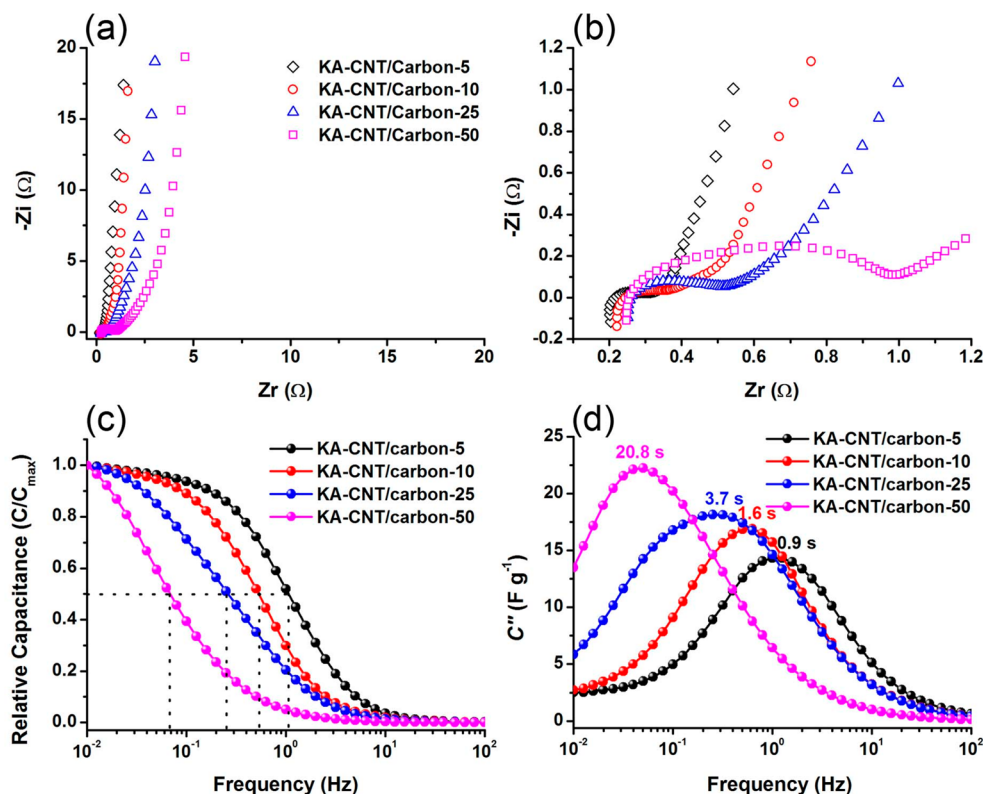 (a)
20
15
10
5
0
-Zi (Ω)
KA-CNT/Carbon-5
KA-CNT/Carbon-10
KA-CNT/Carbon-25
KA-CNT/Carbon-50
0 5 10 15 20
Zr (Ω)
(b)
1.2
1.0
0.8
0.6
0.4
0.2
0.0
-0.2
-Zi (Ω)
0.2 0.4 0.6 0.8 1.0 1.2
Zr (Ω)
(c)
1.0
0.8
0.6
0.4
0.2
0.0
Relative Capacitance (C/Cmax)
KA-CNT/carbon-5
KA-CNT/carbon-10
KA-CNT/carbon-25
KA-CNT/carbon-50
10-2 10-1 100 101 102
Frequency (Hz)
(d)
25
20
15
10
5
0
C″ (F g-1)
KA-CNT/carbon-5
KA-CNT/carbon-10
KA-CNT/carbon-25
KA-CNT/carbon-50
20.8 s
3.7 s
1.6 s
0.9 s
10-2 10-1 100 101 102
Frequency (Hz)